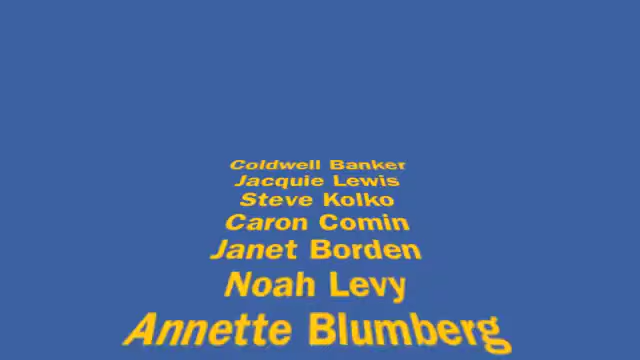 Coldwell Banker
Jacquie Lewis
Steve Kolko
Caron Comin
Janet Borden
Noah Levy
Annette Blumberg